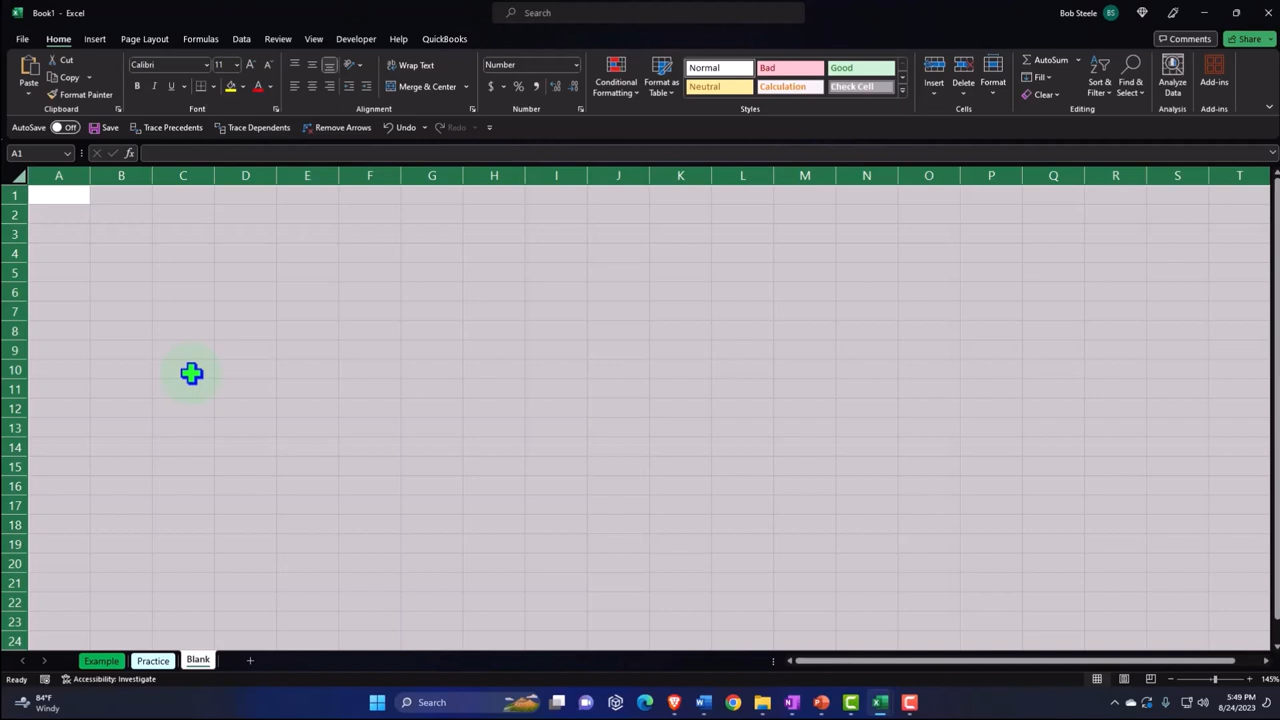 Book1 - Excel
Search
Bob Steele BS
File Home Insert Page Layout Formulas Data Review View Developer Help QuickBooks
Comments Share
Paste
Cut
Copy
Format Painter
Clipboard
Calibri 11
B I U
Font
Wrap Text
Merge & Center
Alignment
Number
$ % 9
Number
Conditional Formatting
Format as Table
Normal Bad Good
Neutral Calculation Check Cell
Styles
Insert Delete Format
Cells
AutoSum
Fill
Clear
Sort & Filter
Find & Select
Editing
Analyze Data
Analysis
Add-ins
Add-ins
AutoSave Off Save Trace Precedents Trace Dependents Remove Arrows Undo Redo
A1 fx
A B C D E F G H I J K L M N O P Q R S T
1
2
3
4
5
6
7
8
9
10
11
12
13
14
15
16
17
18
19
20
21
22
23
24
Example Practice Blank
Ready Accessibility: Investigate 145%
84°F
Windy
Search
5:49 PM
8/24/2023